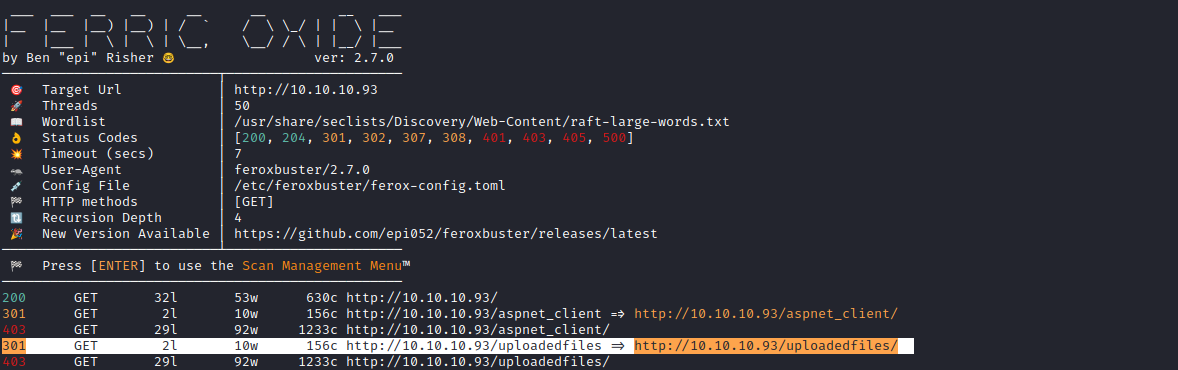 FERRIC OXIDE
by Ben "epi" Risher 🤓 ver: 2.7.0
🎯 Target Url │ http://10.10.10.93
🚀 Threads │ 50
📖 Wordlist │ /usr/share/seclists/Discovery/Web-Content/raft-large-words.txt
👌 Status Codes │ [200, 204, 301, 302, 307, 308, 401, 403, 405, 500]
💥 Timeout (secs) │ 7
🦡 User-Agent │ feroxbuster/2.7.0
💉 Config File │ /etc/feroxbuster/ferox-config.toml
🏁 HTTP methods │ [GET]
🔃 Recursion Depth │ 4
🎉 New Version Available │ https://github.com/epi052/feroxbuster/releases/latest
🏁 Press [ENTER] to use the Scan Management Menu™
200 GET 32l 53w 630c http://10.10.10.93/
301 GET 2l 10w 156c http://10.10.10.93/aspnet_client => http://10.10.10.93/aspnet_client/
403 GET 29l 92w 1233c http://10.10.10.93/aspnet_client/
301 GET 2l 10w 156c http://10.10.10.93/uploadedfiles => http://10.10.10.93/uploadedfiles/
403 GET 29l 92w 1233c http://10.10.10.93/uploadedfiles/